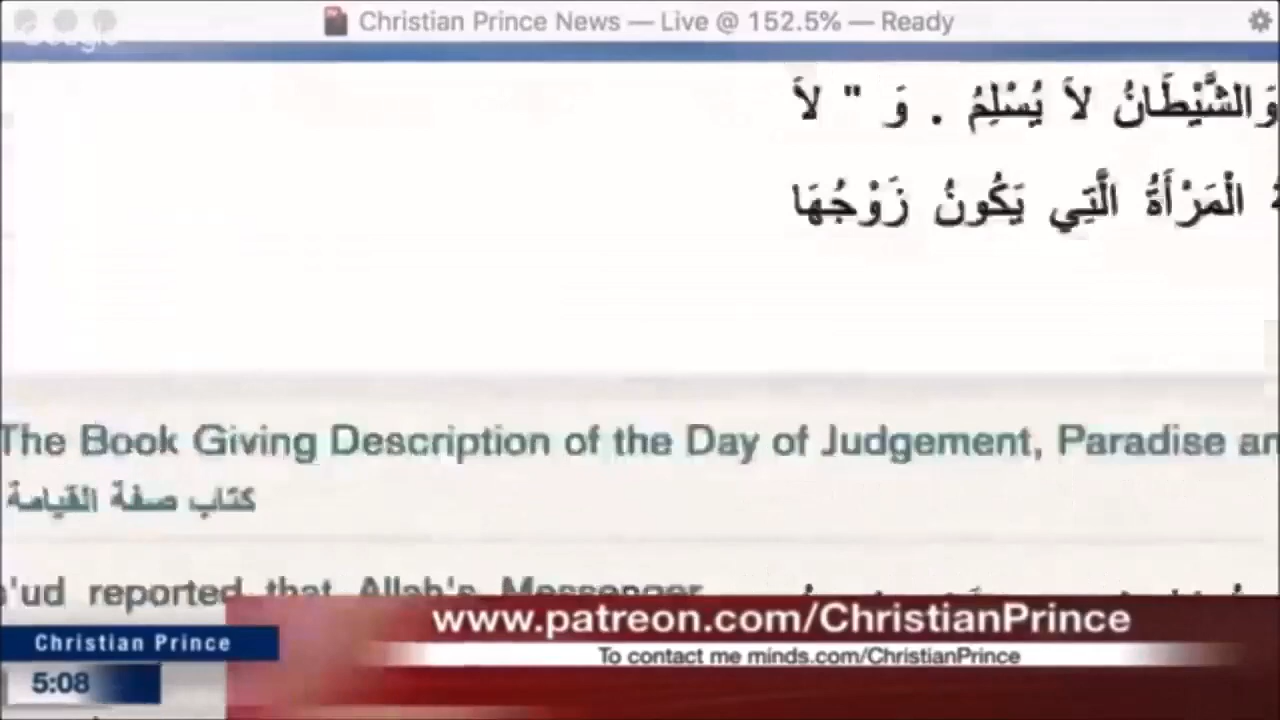 Christian Prince News — Live @ 152.5% — Ready
Google
وَالشَّيْطَانُ لاَ يُسْلِمُ . وَ " لاَ
الْمَرْأَةُ الَّتِي يَكُونُ زَوْجُهَا
The Book Giving Description of the Day of Judgement, Paradise an
كتاب صفة القيامة
'ud reported that Allah's Messenger
www.patreon.com/ChristianPrince
Christian Prince
To contact me minds.com/ChristianPrince
5:08